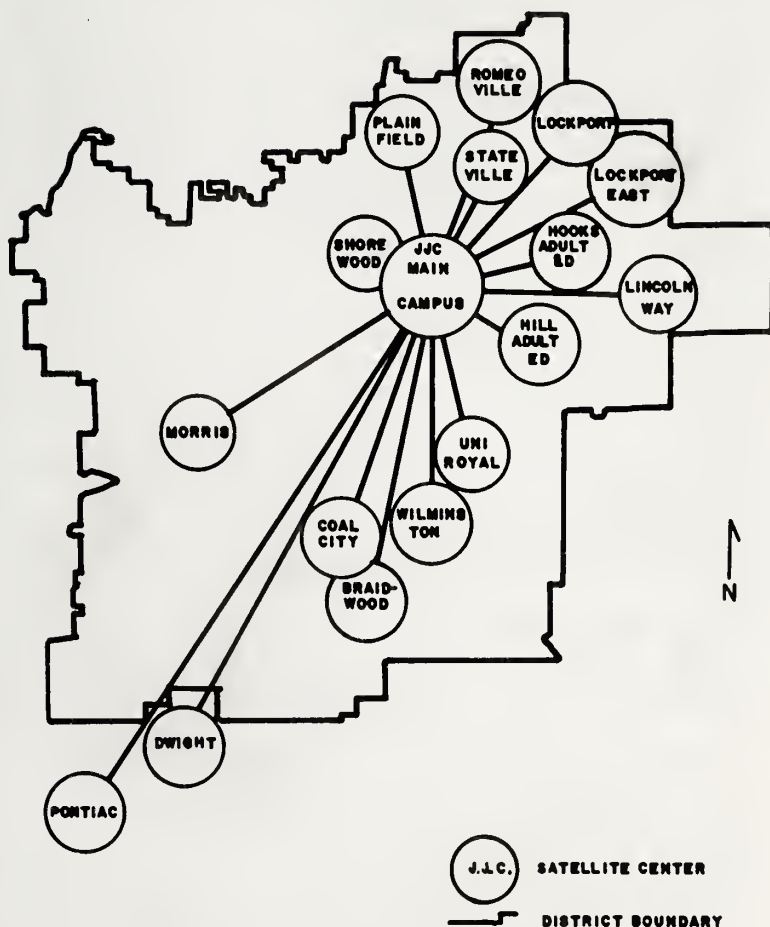 ROMEO
VILLE
PLAIN
FIELD
LOCKPORT
STATE
VILLE
LOCKPORT
EAST
SHORE
WOOD
JJC
MAIN
CAMPUS
HOOKS
ADULT
ED
LINCOLN
WAY
HILL
ADULT
ED
MORRIS
UNI
ROYAL
COAL
CITY
WILMING
TON
BRAID-
WOOD
N
DWIGHT
PONTIAC
J.J.C. SATELLITE CENTER
DISTRICT BOUNDARY